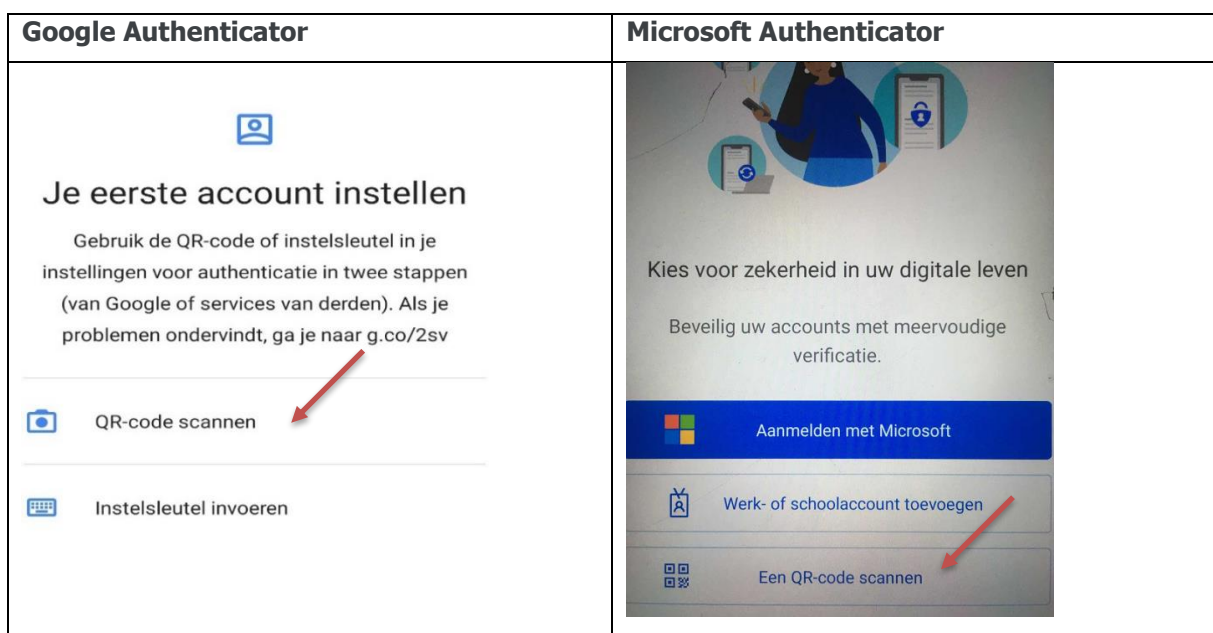 Google Authenticator
Microsoft Authenticator
Je eerste account instellen
Gebruik de QR-code of instelsleutel in je
instellingen voor authenticatie in twee stappen
(van Google of services van derden). Als je
problemen ondervindt, ga je naar g.co/2sv
QR-code scannen
Instelsleutel invoeren
Kies voor zekerheid in uw digitale leven
Beveilig uw accounts met meervoudige
verificatie.
Aanmelden met Microsoft
Werk- of schoolaccount toevoegen
Een QR-code scannen